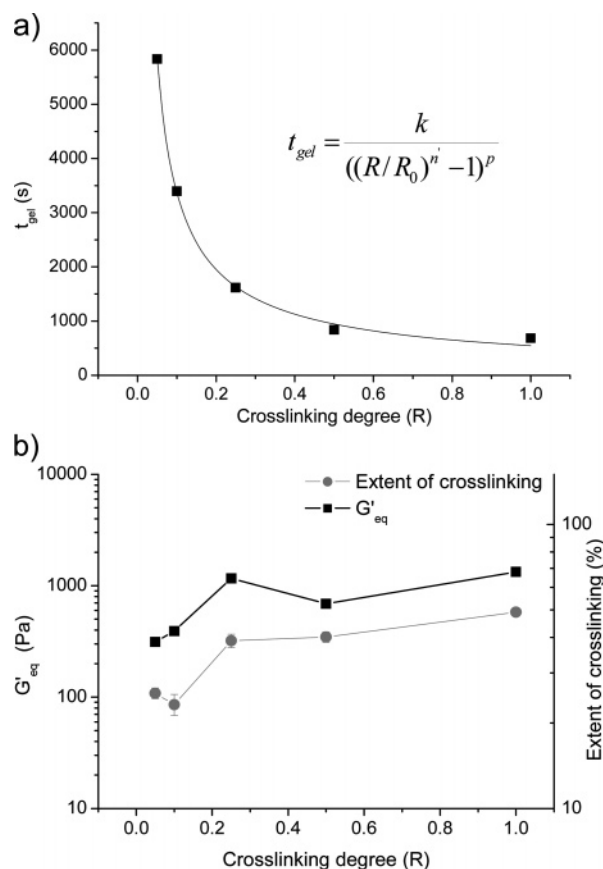 a)
6000
5000
4000
3000
2000
1000
0
t_gel (s)
t_gel = k / ((R/R_0)^n' - 1)^p
0.0 0.2 0.4 0.6 0.8 1.0
Crosslinking degree (R)
b)
10000
1000
100
10
G'_eq (Pa)
Extent of crosslinking
G'_eq
100
10
Extent of crosslinking (%)
0.0 0.2 0.4 0.6 0.8 1.0
Crosslinking degree (R)